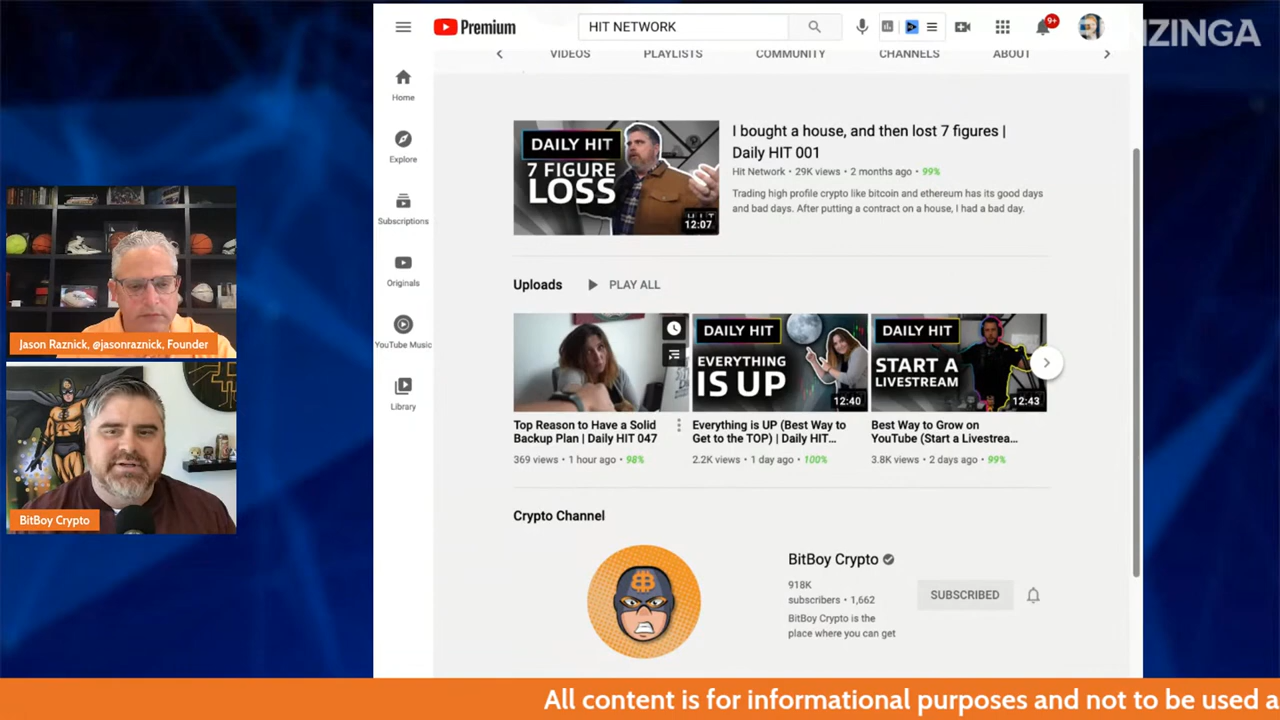 Premium
HIT NETWORK
9+
NZINGA
VIDEOS
PLAYLISTS
COMMUNITY
CHANNELS
ABOUT
Home
Explore
Subscriptions
Originals
YouTube Music
Library
DAILY HIT
7 FIGURE
LOSS
HIT
12:07
I bought a house, and then lost 7 figures |
Daily HIT 001
Hit Network • 29K views • 2 months ago • 99%
Trading high profile crypto like bitcoin and ethereum has its good days
and bad days. After putting a contract on a house, I had a bad day.
Uploads
PLAY ALL
DAILY HIT
EVERYTHING
IS UP
12:40
DAILY HIT
START A
LIVESTREAM
12:43
Top Reason to Have a Solid
Backup Plan | Daily HIT 047
369 views • 1 hour ago • 98%
Everything is UP (Best Way to
Get to the TOP) | Daily HIT...
2.2K views • 1 day ago • 100%
Best Way to Grow on
YouTube (Start a Livestrea...
3.8K views • 2 days ago • 99%
Crypto Channel
BitBoy Crypto
918K
subscribers • 1,662
BitBoy Crypto is the
place where you can get
SUBSCRIBED
Jason Raznick, @jasonraznick, Founder
BitBoy Crypto
All content is for informational purposes and not to be used a